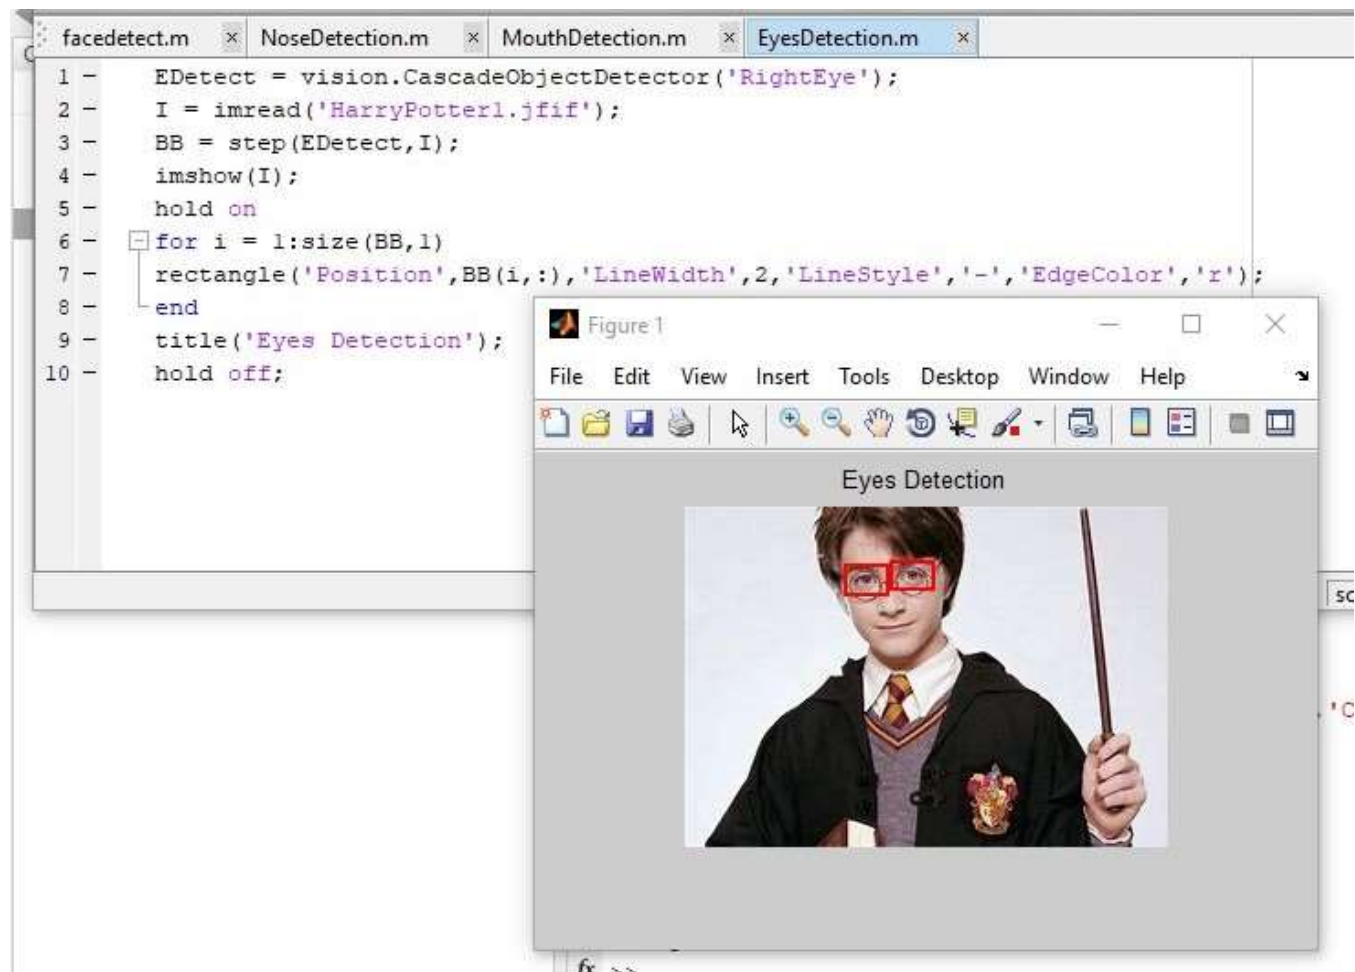 facedetect.m × NoseDetection.m × MouthDetection.m × EyesDetection.m ×
1 - EDetect = vision.CascadeObjectDetector('RightEye');
2 - I = imread('HarryPotter1.jfif');
3 - BB = step(EDetect,I);
4 - imshow(I);
5 - hold on
6 - for i = 1:size(BB,1)
7 - rectangle('Position',BB(i,:),'LineWidth',2,'LineStyle','-','EdgeColor','r');
8 - end
9 - title('Eyes Detection');
10 - hold off;
Figure 1
File Edit View Insert Tools Desktop Window Help
Eyes Detection
sc
'C
fx >>